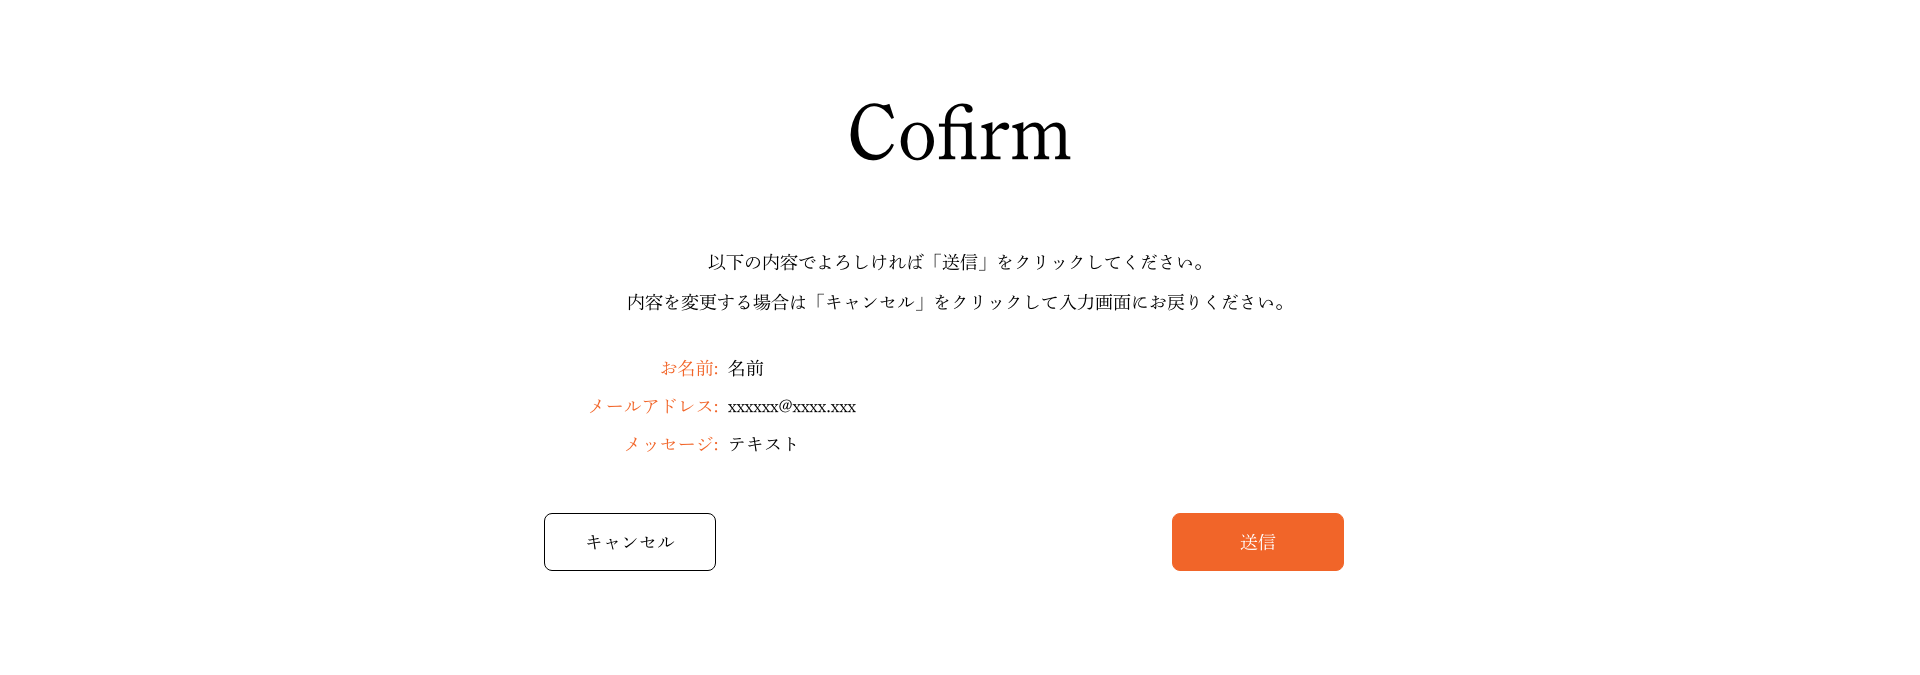 Cofirm
以下の内容でよろしければ「送信」をクリックしてください。
内容を変更する場合は「キャンセル」をクリックして入力画面にお戻りください。
お名前: 名前
メールアドレス: xxxxxx@xxxx.xxx
メッセージ: テキスト
キャンセル 送信